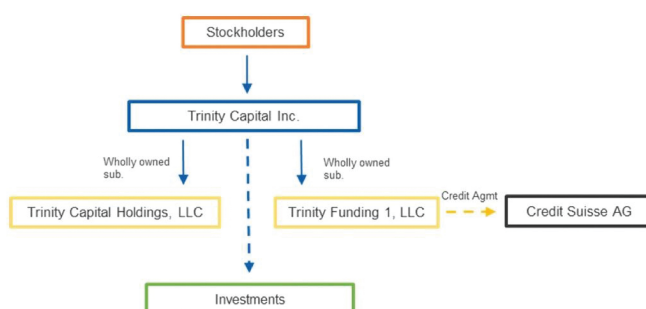 Stockholders
Trinity Capital Inc.
Wholly owned
sub.
Wholly owned
sub.
Trinity Capital Holdings, LLC
Trinity Funding 1, LLC
Credit Agmt
Credit Suisse AG
Investments